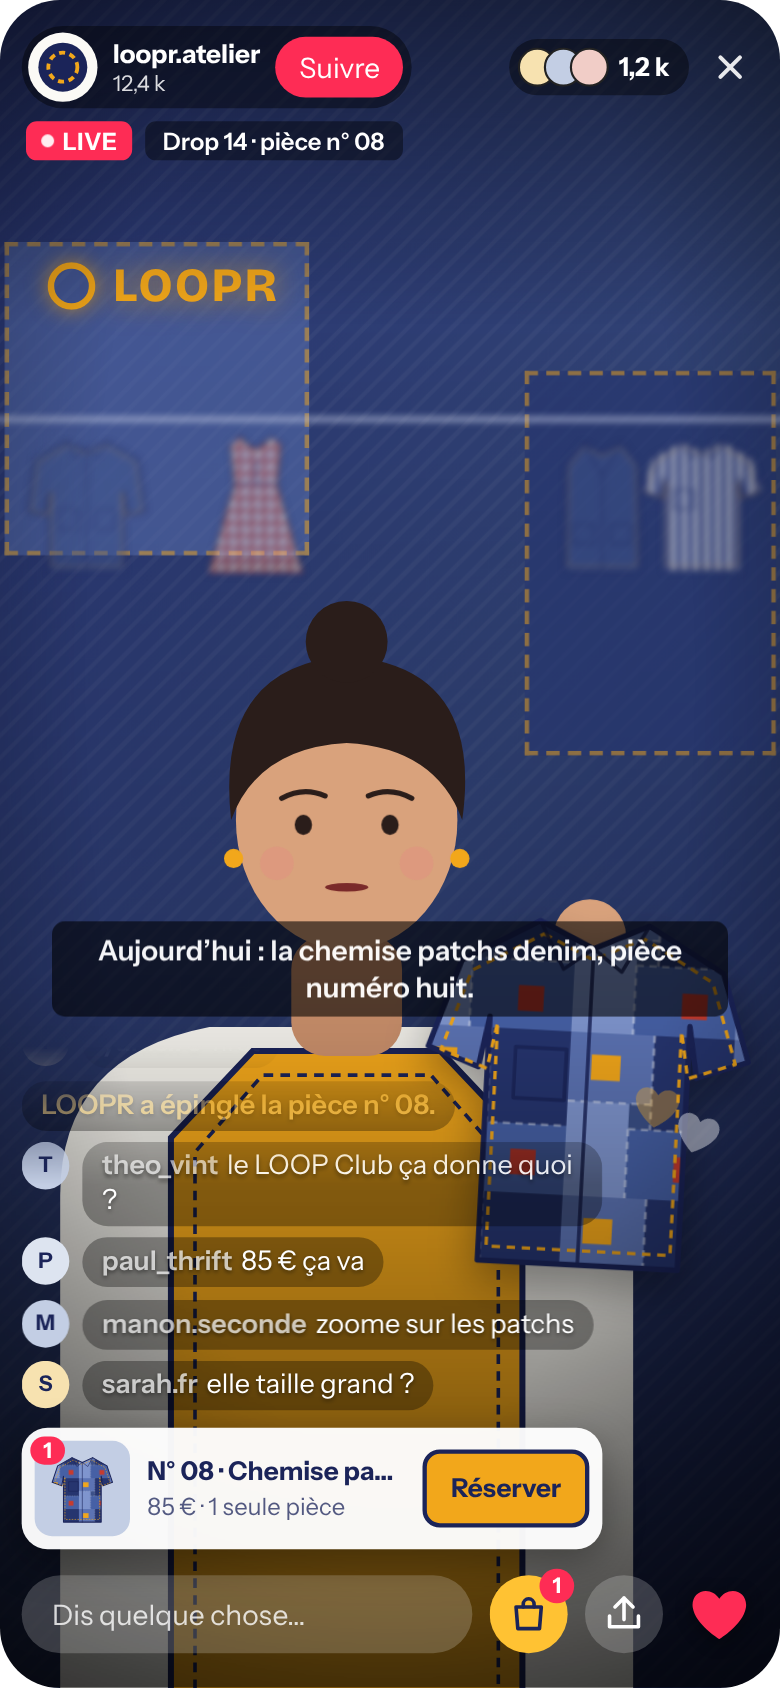 loopr.atelier
12,4 k
Suivre
1,2 k
LIVE
Drop 14 · pièce n° 08
LOOPR
Aujourd’hui : la chemise patchs denim, pièce
numéro huit.
LOOPR a épinglé la pièce n° 08.
T
theo_vint le LOOP Club ça donne quoi
?
P
paul_thrift 85 € ça va
M
manon.seconde zoome sur les patchs
S
sarah.fr elle taille grand ?
1
N° 08 · Chemise pa...
85 € · 1 seule pièce
Réserver
Dis quelque chose...
1